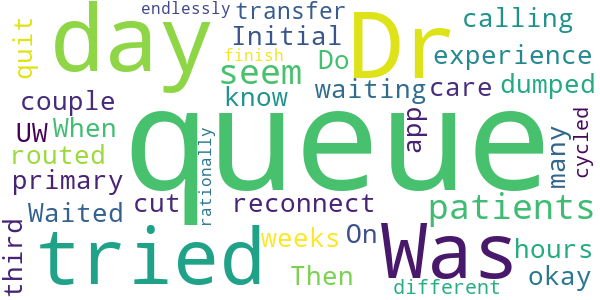 endlessly
quit
day
transfer
Dr
calling
Initial
finish
Do
experience
seem
waiting
care
dumped
couple
know
app
queue
UW
When
many
cycled
routed
rationally
primary
Waited
cut
reconnect
patients
third
tried
weeks
On
Was
hours
Then
okay
different